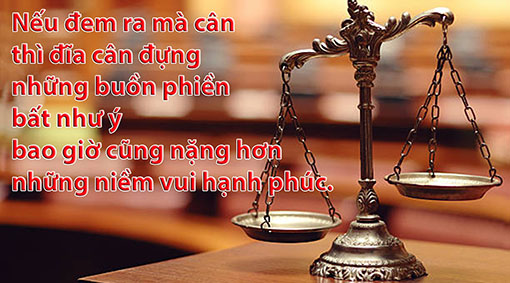 Nếu đem ra mà cân
thì đĩa cân đựng
những buồn phiền
bất như ý
bao giờ cũng nặng hơn
những niềm vui hạnh phúc.